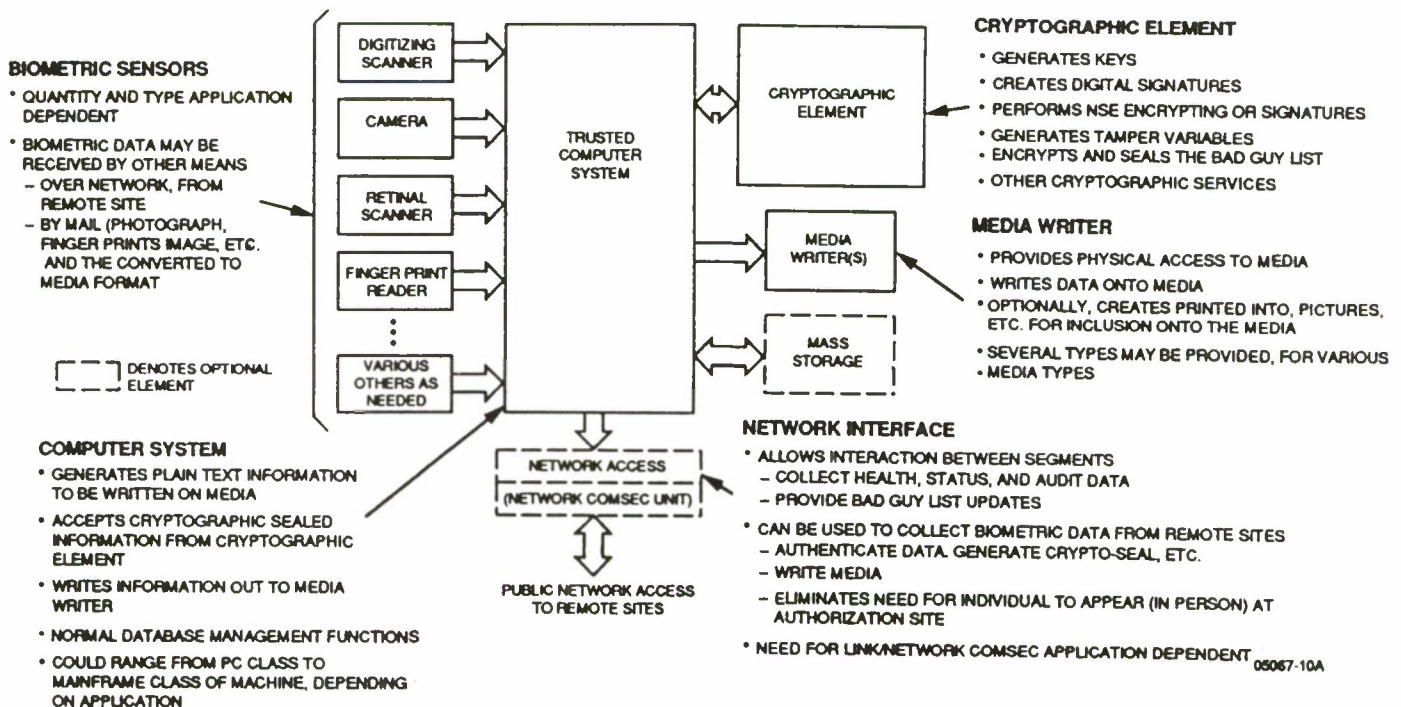 BIOMETRIC SENSORS
• QUANTITY AND TYPE APPLICATION
DEPENDENT
• BIOMETRIC DATA MAY BE
RECEIVED BY OTHER MEANS
– OVER NETWORK, FROM
REMOTE SITE
– BY MAIL (PHOTOGRAPH,
FINGER PRINTS IMAGE, ETC.
AND THE CONVERTED TO
MEDIA FORMAT
DENOTES OPTIONAL
ELEMENT
DIGITIZING
SCANNER
CAMERA
RETINAL
SCANNER
FINGER PRINT
READER
VARIOUS
OTHERS AS
NEEDED
TRUSTED
COMPUTER
SYSTEM
CRYPTOGRAPHIC
ELEMENT
MEDIA
WRITER(S)
MASS
STORAGE
NETWORK ACCESS
(NETWORK COMSEC UNIT)
PUBLIC NETWORK ACCESS
TO REMOTE SITES
CRYPTOGRAPHIC ELEMENT
• GENERATES KEYS
• CREATES DIGITAL SIGNATURES
• PERFORMS NSE ENCRYPTING OR SIGNATURES
• GENERATES TAMPER VARIABLES
• ENCRYPTS AND SEALS THE BAD GUY LIST
• OTHER CRYPTOGRAPHIC SERVICES
MEDIA WRITER
• PROVIDES PHYSICAL ACCESS TO MEDIA
• WRITES DATA ONTO MEDIA
• OPTIONALLY, CREATES PRINTED INTO, PICTURES,
ETC. FOR INCLUSION ONTO THE MEDIA
• SEVERAL TYPES MAY BE PROVIDED, FOR VARIOUS
• MEDIA TYPES
COMPUTER SYSTEM
• GENERATES PLAIN TEXT INFORMATION
TO BE WRITTEN ON MEDIA
• ACCEPTS CRYPTOGRAPHIC SEALED
INFORMATION FROM CRYPTOGRAPHIC
ELEMENT
• WRITES INFORMATION OUT TO MEDIA
WRITER
• NORMAL DATABASE MANAGEMENT FUNCTIONS
• COULD RANGE FROM PC CLASS TO
MAINFRAME CLASS OF MACHINE, DEPENDING
ON APPLICATION
NETWORK INTERFACE
• ALLOWS INTERACTION BETWEEN SEGMENTS
– COLLECT HEALTH, STATUS, AND AUDIT DATA
– PROVIDE BAD GUY LIST UPDATES
• CAN BE USED TO COLLECT BIOMETRIC DATA FROM REMOTE SITES
– AUTHENTICATE DATA. GENERATE CRYPTO-SEAL, ETC.
– WRITE MEDIA
– ELIMINATES NEED FOR INDIVIDUAL TO APPEAR (IN PERSON) AT
AUTHORIZATION SITE
• NEED FOR LINK/NETWORK COMSEC APPLICATION DEPENDENT
05067-10A